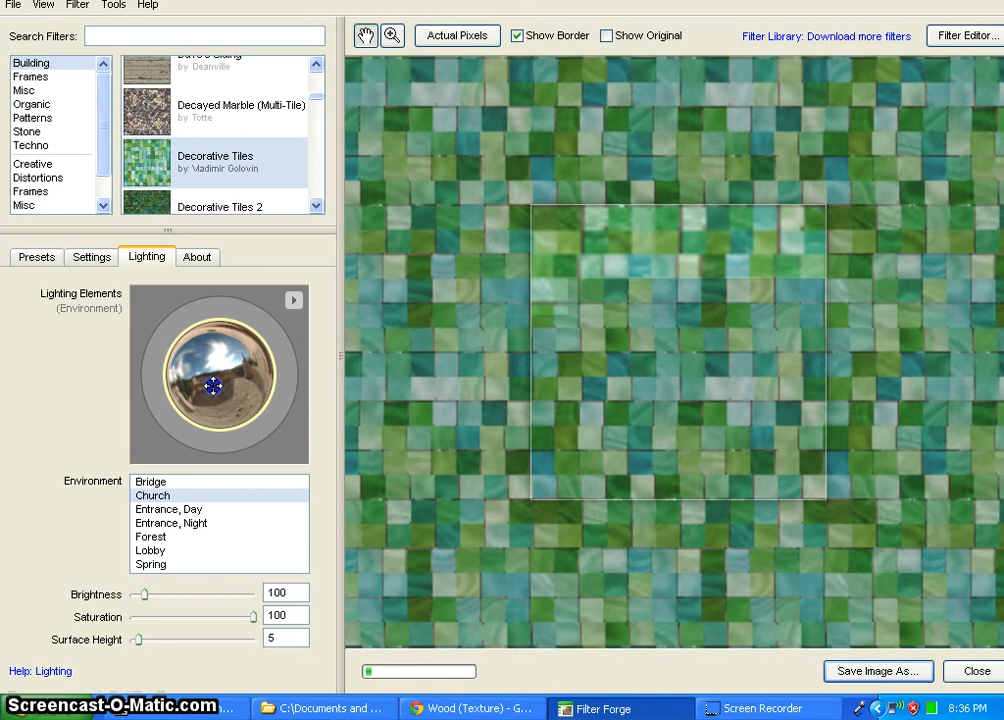 File View Filter Tools Help
Search Filters:
Actual Pixels
Show Border
Show Original
Filter Library: Download more filters
Filter Editor...
Building
Frames
Misc
Organic
Patterns
Stone
Techno
Creative
Distortions
Frames
Misc
by Deanville
Decayed Marble (Multi-Tile)
by Totte
Decorative Tiles
by Vladimir Golovin
Decorative Tiles 2
Presets
Settings
Lighting
About
Lighting Elements
(Environment)
Environment
Bridge
Church
Entrance, Day
Entrance, Night
Forest
Lobby
Spring
Brightness
100
Saturation
100
Surface Height
5
Help: Lighting
Save Image As...
Close
Screencast-O-Matic.com
C:\Documents and ...
Wood (Texture) - G...
Filter Forge
Screen Recorder
8:36 PM